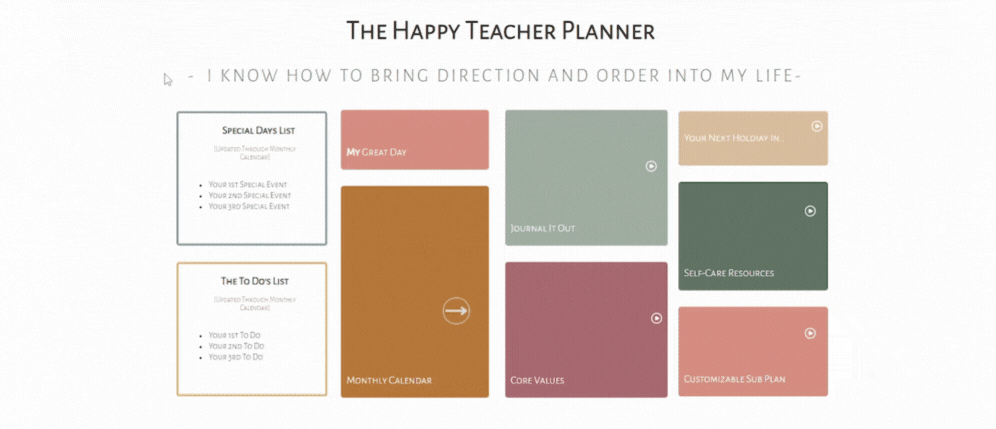 The Happy Teacher Planner
- I know how to bring direction and order into my life-
Special Days List
(Updated Through Monthly
Calendar)
• Your 1st Special Event
• Your 2nd Special Event
• Your 3rd Special Event
The To Do's List
(Updated Through Monthly
Calendar)
• Your 1st To Do
• Your 2nd To Do
• Your 3rd To Do
My Great Day
Monthly Calendar
Journal It Out
Core Values
Your Next Holdiay In...
Self-Care Resources
Customizable Sub Plan